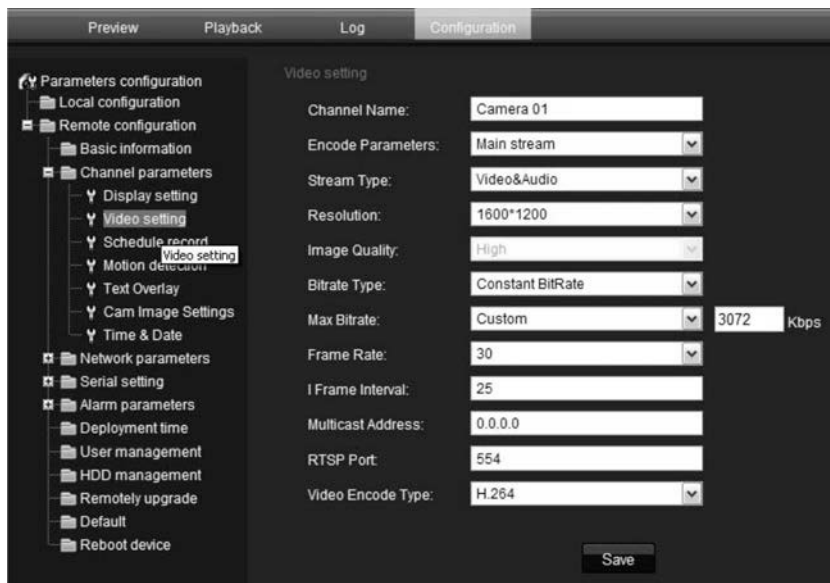 Preview Playback Log Configuration
Parameters configuration
Local configuration
Remote configuration
Basic information
Channel parameters
Display setting
Video setting
Schedule record
Video setting
Motion detection
Text Overlay
Cam Image Settings
Time & Date
Network parameters
Serial setting
Alarm parameters
Deployment time
User management
HDD management
Remotely upgrade
Default
Reboot device
Video setting
Channel Name: Camera 01
Encode Parameters: Main stream
Stream Type: Video&Audio
Resolution: 1600*1200
Image Quality: High
Bitrate Type: Constant BitRate
Max Bitrate: Custom 3072 Kbps
Frame Rate: 30
I Frame Interval: 25
Multicast Address: 0.0.0.0
RTSP Port: 554
Video Encode Type: H.264
Save